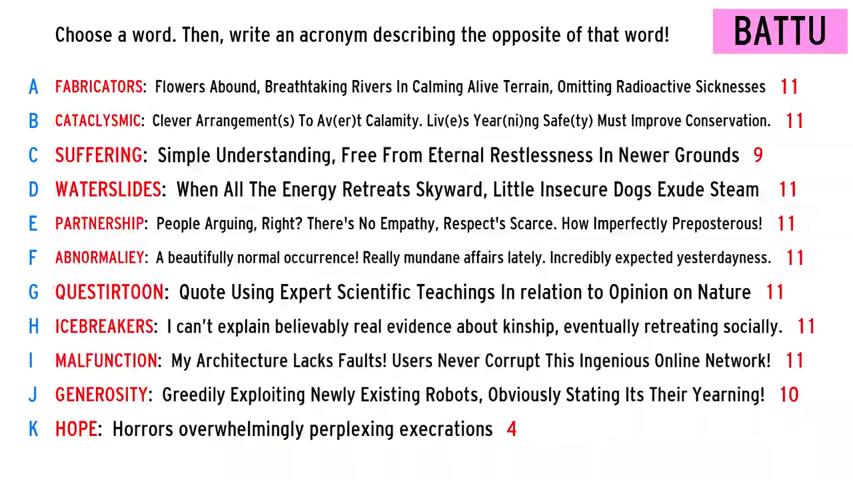 Choose a word. Then, write an acronym describing the opposite of that word!
BATTU
A FABRICATORS: Flowers Abound, Breathtaking Rivers In Calming Alive Terrain, Omitting Radioactive Sicknesses 11
B CATACLYSMIC: Clever Arrangement(s) To Av(er)t Calamity. Liv(e)s Year(ni)ng Safe(ty) Must Improve Conservation. 11
C SUFFERING: Simple Understanding, Free From Eternal Restlessness In Newer Grounds 9
D WATERSLIDES: When All The Energy Retreats Skyward, Little Insecure Dogs Exude Steam 11
E PARTNERSHIP: People Arguing, Right? There's No Empathy, Respect's Scarce. How Imperfectly Preposterous! 11
F ABNORMALIEY: A beautifully normal occurrence! Really mundane affairs lately. Incredibly expected yesterdayness. 11
G QUESTIRTOON: Quote Using Expert Scientific Teachings In relation to Opinion on Nature 11
H ICEBREAKERS: I can't explain believably real evidence about kinship, eventually retreating socially. 11
I MALFUNCTION: My Architecture Lacks Faults! Users Never Corrupt This Ingenious Online Network! 11
J GENEROSITY: Greedily Exploiting Newly Existing Robots, Obviously Stating Its Their Yearning! 10
K HOPE: Horrors overwhelmingly perplexing execrations 4